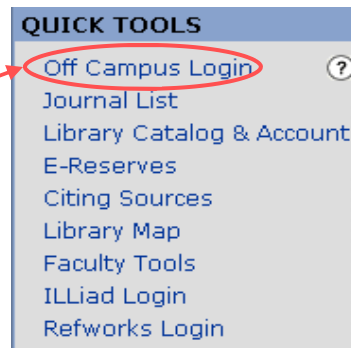 QUICK TOOLS
Off Campus Login ?
Journal List
Library Catalog & Account
E-Reserves
Citing Sources
Library Map
Faculty Tools
ILLiad Login
Refworks Login